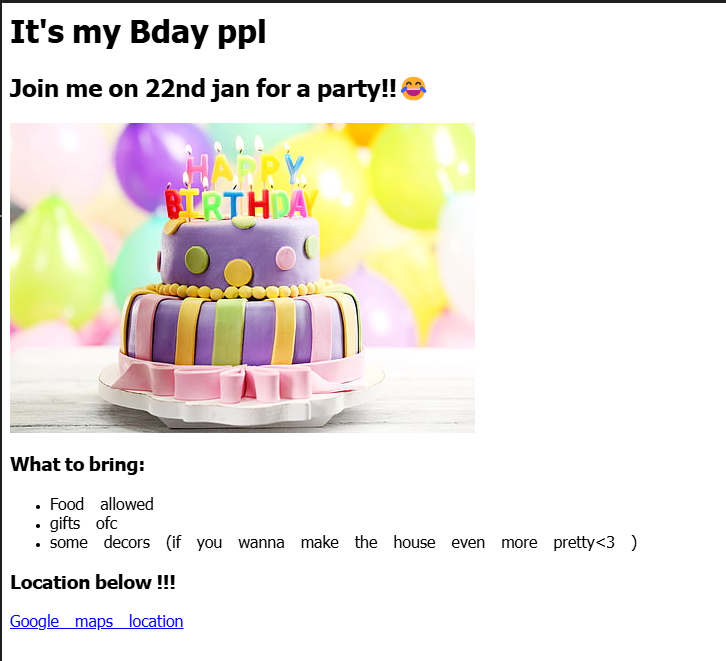 It's my Bday ppl
Join me on 22nd jan for a party!!😂
HAPPY
BIRTHDAY
What to bring:
• Food allowed
• gifts ofc
• some decors (if you wanna make the house even more pretty<3 )
Location below !!!
Google maps location